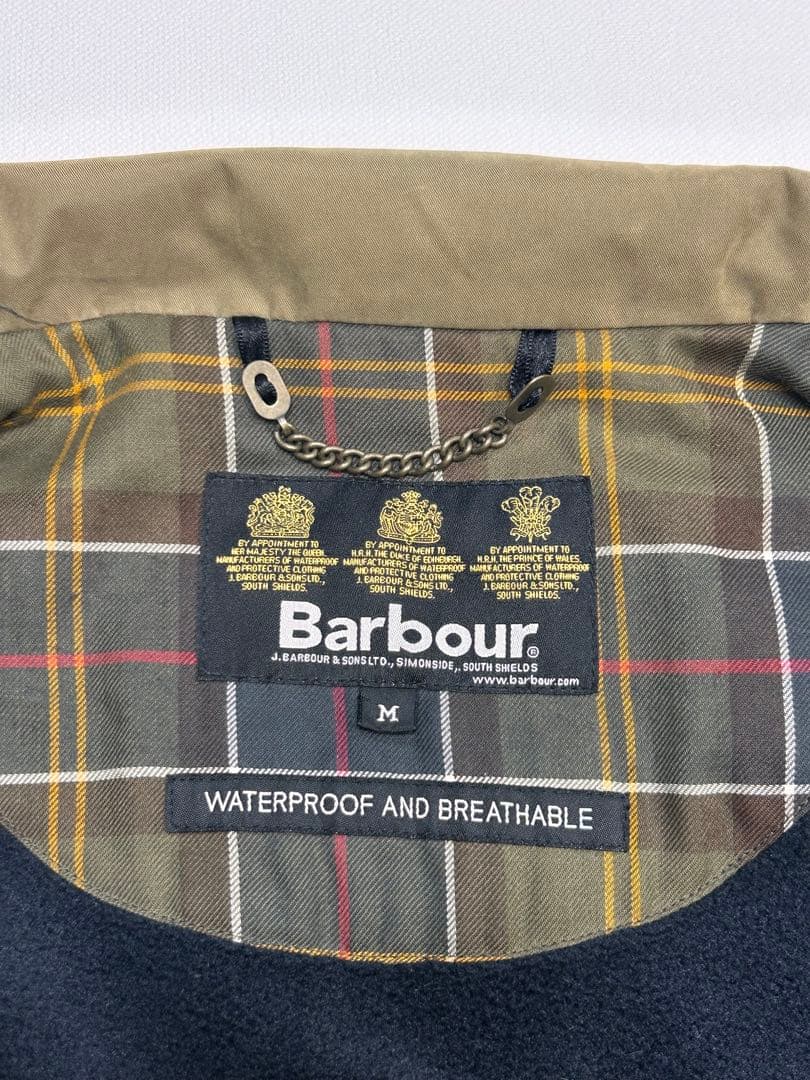 BY APPOINTMENT TO
HER MAJESTY THE QUEEN.
MANUFACTURERS OF WATERPROOF
AND PROTECTIVE CLOTHING
J. BARBOUR & SONS LTD.,
SOUTH SHIELDS.
BY APPOINTMENT TO
H.R.H. THE DUKE OF EDINBURGH.
MANUFACTURERS OF WATERPROOF
AND PROTECTIVE CLOTHING
J. BARBOUR & SONS LTD.,
SOUTH SHIELDS.
BY APPOINTMENT TO
H.R.H. THE PRINCE OF WALES.
MANUFACTURERS OF WATERPROOF
AND PROTECTIVE CLOTHING
J. BARBOUR & SONS LTD.,
SOUTH SHIELDS.
Barbour®
J. BARBOUR & SONS LTD., SIMONSIDE,. SOUTH SHIELDS
www.barbour.com
M
WATERPROOF AND BREATHABLE